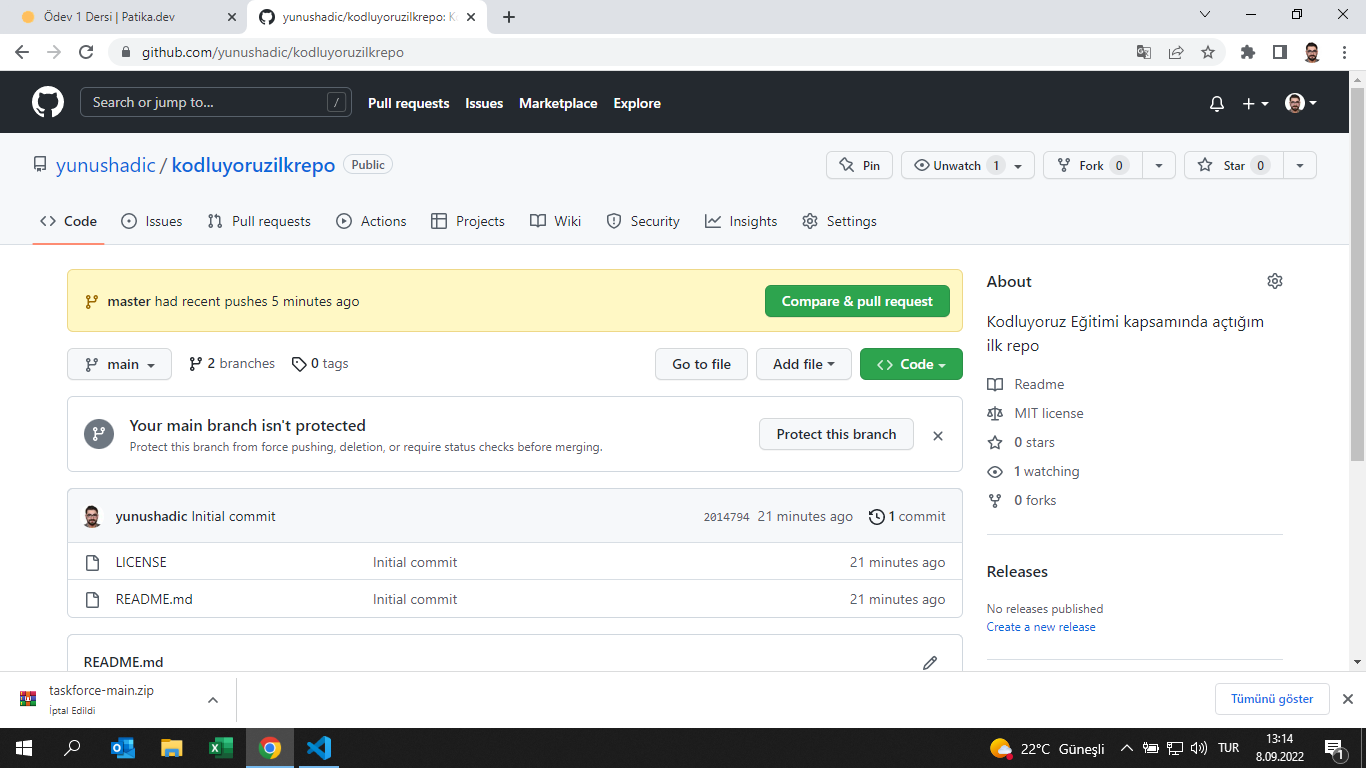 Ödev 1 Dersi | Patika.dev
yunushadic/kodluyoruzilkrepo: K
github.com/yunushadic/kodluyoruzilkrepo
Search or jump to...
/
Pull requests
Issues
Marketplace
Explore
yunushadic / kodluyoruzilkrepo
Public
Pin
Unwatch 1
Fork 0
Star 0
Code
Issues
Pull requests
Actions
Projects
Wiki
Security
Insights
Settings
master had recent pushes 5 minutes ago
Compare & pull request
main
2 branches
0 tags
Go to file
Add file
Code
Your main branch isn't protected
Protect this branch from force pushing, deletion, or require status checks before merging.
Protect this branch
yunushadic Initial commit
2014794 21 minutes ago
1 commit
LICENSE
Initial commit
21 minutes ago
README.md
Initial commit
21 minutes ago
README.md
About
Kodluyoruz Eğitimi kapsamında açtığım
ilk repo
Readme
MIT license
0 stars
1 watching
0 forks
Releases
No releases published
Create a new release
taskforce-main.zip
İptal Edildi
Tümünü göster
22°C Güneşli
TUR
13:14
8.09.2022
1